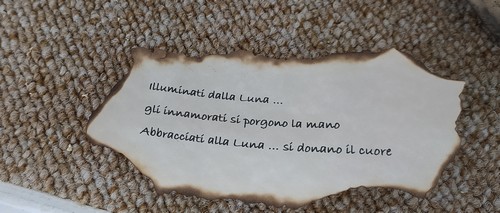 Illuminati dalla Luna ...
gli innamorati si porgono la mano
Abbracciati alla Luna ... si donano il cuore